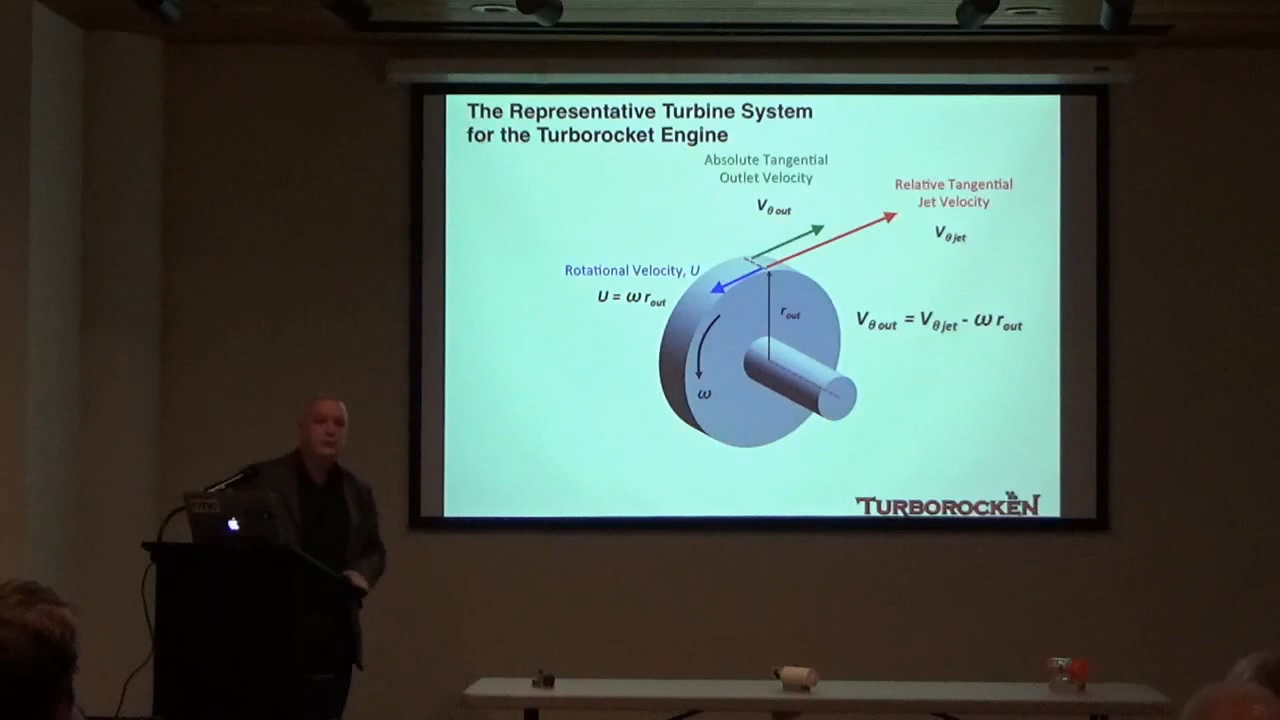 The Representative Turbine System
for the Turborocket Engine
Absolute Tangential
Outlet Velocity
Vθ out
Relative Tangential
Jet Velocity
Vθ jet
Rotational Velocity, U
U = ω rout
rout
Vθ out = Vθ jet - ω rout
ω
TURBOROCKEN